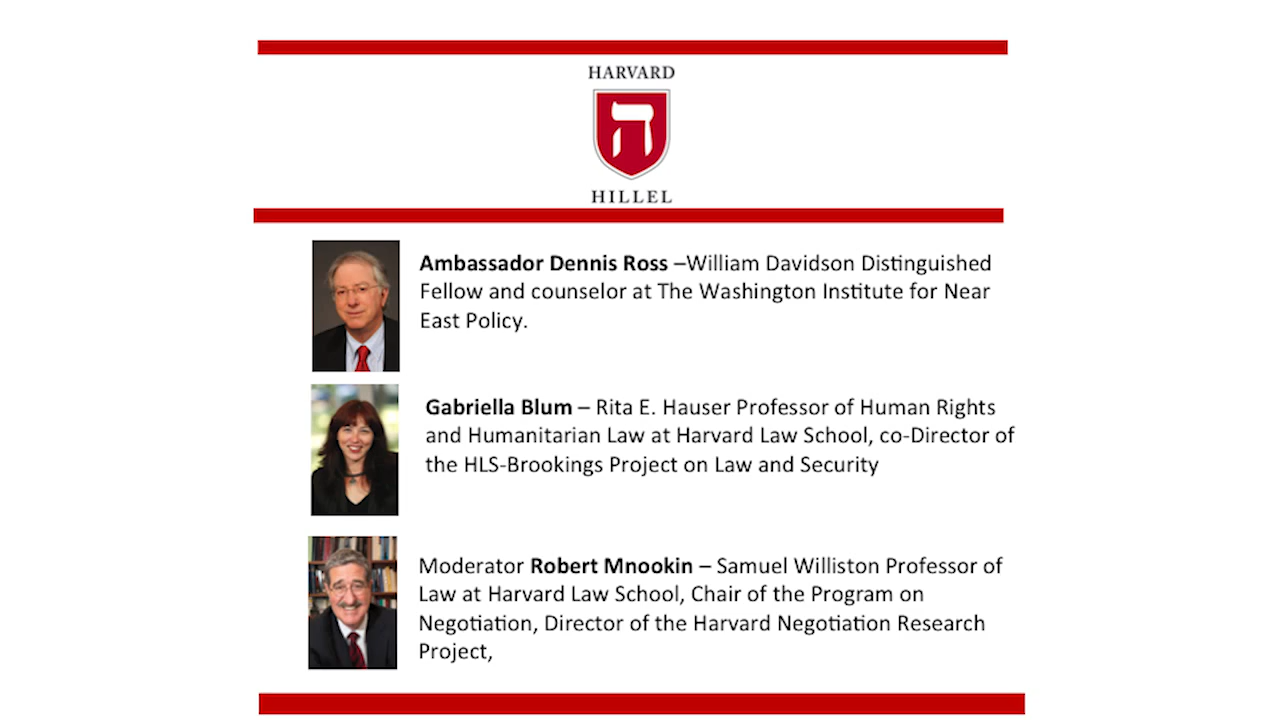 HARVARD
ה
HILLEL
Ambassador Dennis Ross –William Davidson Distinguished
Fellow and counselor at The Washington Institute for Near
East Policy.
Gabriella Blum – Rita E. Hauser Professor of Human Rights
and Humanitarian Law at Harvard Law School, co-Director of
the HLS-Brookings Project on Law and Security
Moderator Robert Mnookin – Samuel Williston Professor of
Law at Harvard Law School, Chair of the Program on
Negotiation, Director of the Harvard Negotiation Research
Project,